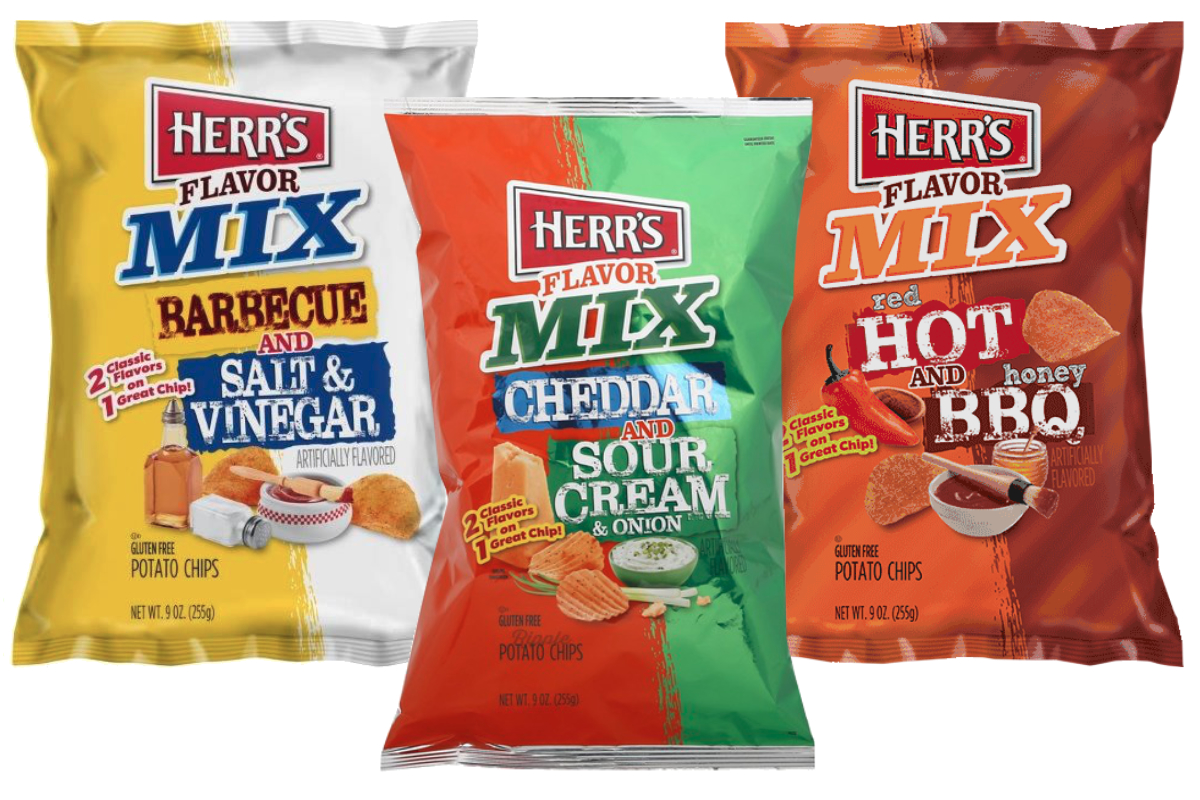 HERR'S
FLAVOR
MIX
BARBECUE
AND
SALT &
VINEGAR
2 Classic
Flavors
on
1 Great Chip!
ARTIFICIALLY FLAVORED
GLUTEN FREE
POTATO CHIPS
NET WT. 9 OZ. (255g)
HERR'S
FLAVOR
MIX
CHEDDAR
AND
SOUR
CREAM
& ONION
2 Classic
Flavors
on
1 Great Chip!
GLUTEN FREE
Ripple
POTATO CHIPS
NET WT. 9 OZ. (255g)
HERR'S
FLAVOR
MIX
red
HOT
AND
honey
BBQ
Classic
Flavors
on
1 Great Chip!
ARTIFICIALLY
FLAVORED
GLUTEN FREE
POTATO CHIPS
NET WT. 9 OZ. (255g)